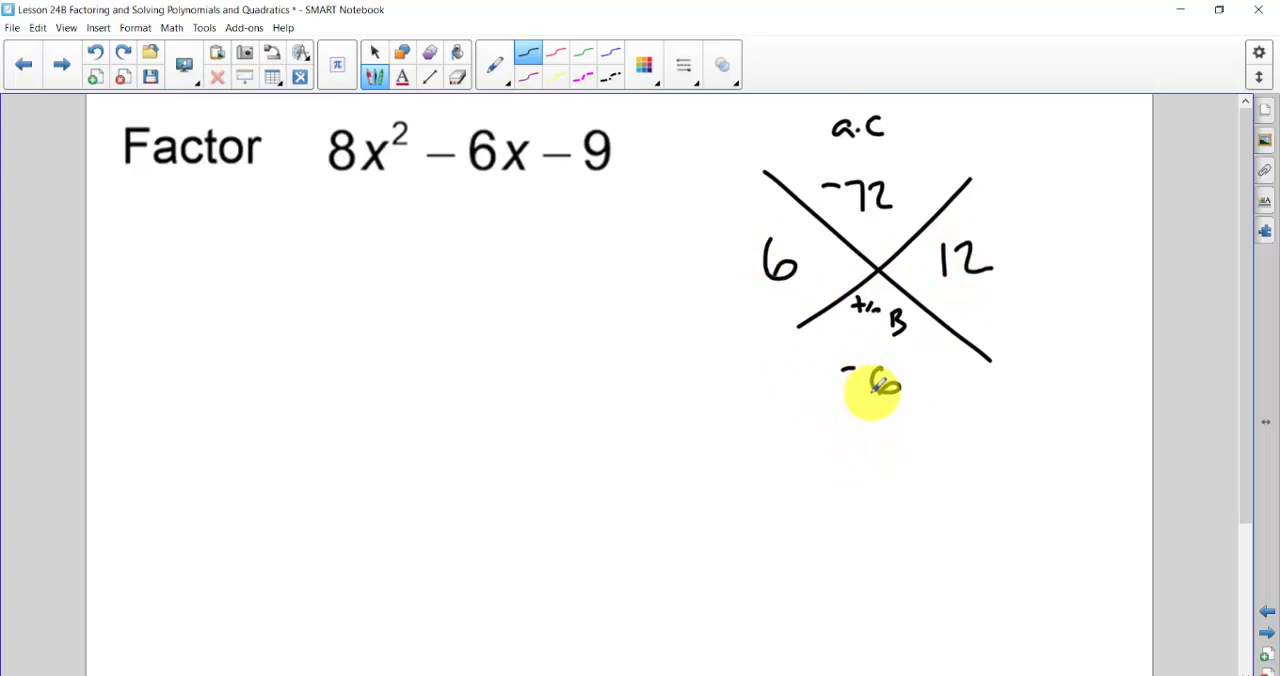 Lesson 24B Factoring and Solving Polynomials and Quadratics * - SMART Notebook
File Edit View Insert Format Math Tools Add-ons Help
Factor 8x² – 6x – 9
a.c
-72
6 12
+/- B
-6